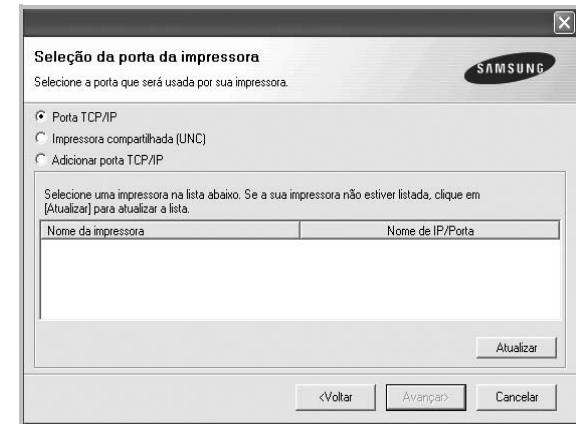 Seleção da porta da impressora
Selecione a porta que será usada por sua impressora.
SAMSUNG
Porta TCP/IP
Impressora compartilhada (UNC)
Adicionar porta TCP/IP
Selecione uma impressora na lista abaixo. Se a sua impressora não estiver listada, clique em
[Atualizar] para atualizar a lista.
Nome da impressora Nome de IP/Porta
Atualizar
<Voltar Avançar> Cancelar